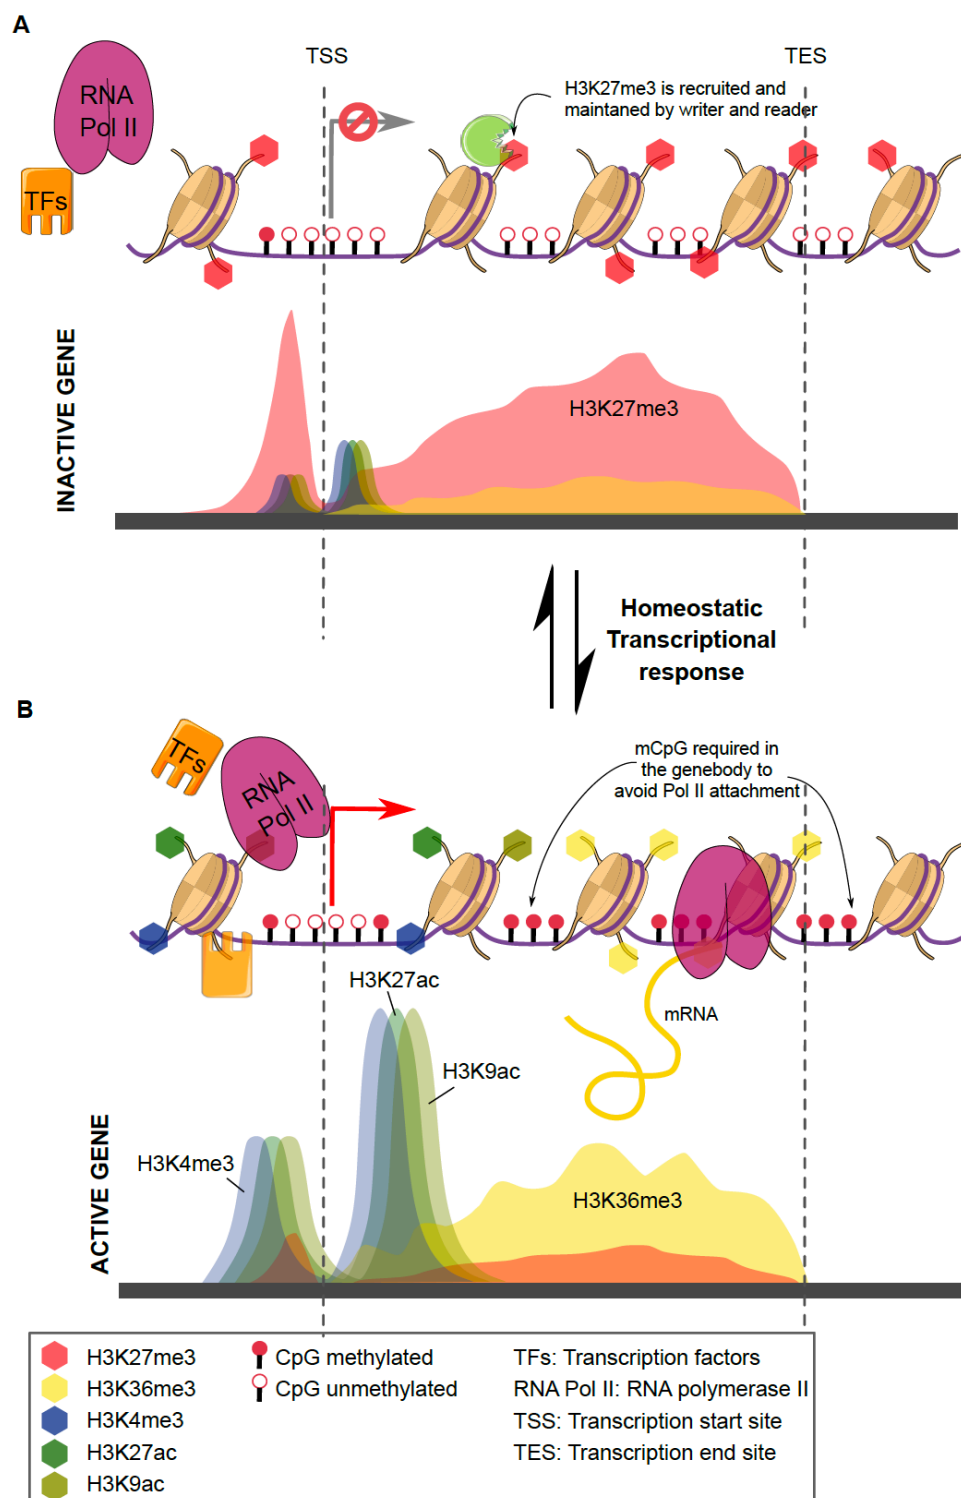 A
TSS
TES
RNA
Pol II
H3K27me3 is recruited and
maintaned by writer and reader
TFs
INACTIVE GENE
H3K27me3
Homeostatic
Transcriptional
response
B
TFs
RNA
Pol II
mCpG required in
the genebody to
avoid Pol II attachment
H3K27ac
mRNA
H3K9ac
H3K4me3
H3K36me3
ACTIVE GENE
H3K27me3
H3K36me3
H3K4me3
H3K27ac
H3K9ac
CpG methylated
CpG unmethylated
TFs: Transcription factors
RNA Pol II: RNA polymerase II
TSS: Transcription start site
TES: Transcription end site